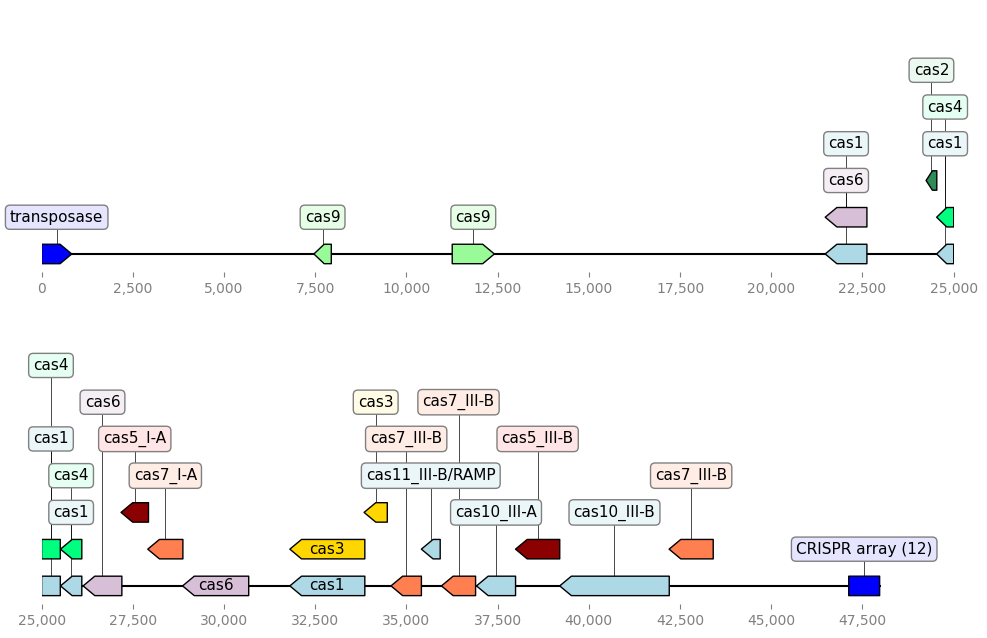 cas2
cas4
cas1 cas1
cas6
transposase cas9 cas9
0 2,500 5,000 7,500 10,000 12,500 15,000 17,500 20,000 22,500 25,000
cas4
cas6 cas3 cas7_III-B
cas1 cas5_I-A cas7_III-B cas5_III-B
cas4 cas7_I-A cas11_III-B/RAMP cas7_III-B
cas1 cas10_III-A cas10_III-B
cas3 CRISPR array (12)
cas6 cas1
25,000 27,500 30,000 32,500 35,000 37,500 40,000 42,500 45,000 47,500